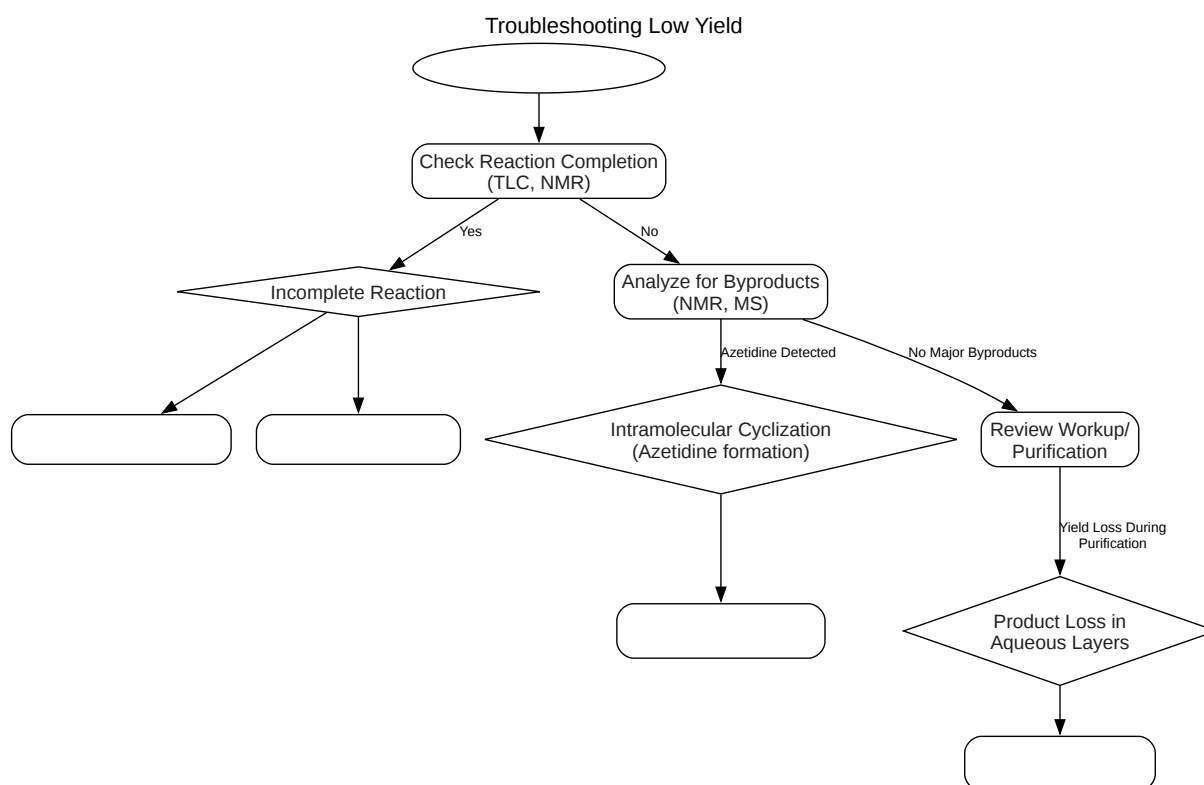 Troubleshooting Low Yield
Check Reaction Completion
(TLC, NMR)
Yes
No
Incomplete Reaction
Analyze for Byproducts
(NMR, MS)
Azetidine Detected
No Major Byproducts
Intramolecular Cyclization
(Azetidine formation)
Review Workup/
Purification
Yield Loss During
Purification
Product Loss in
Aqueous Layers